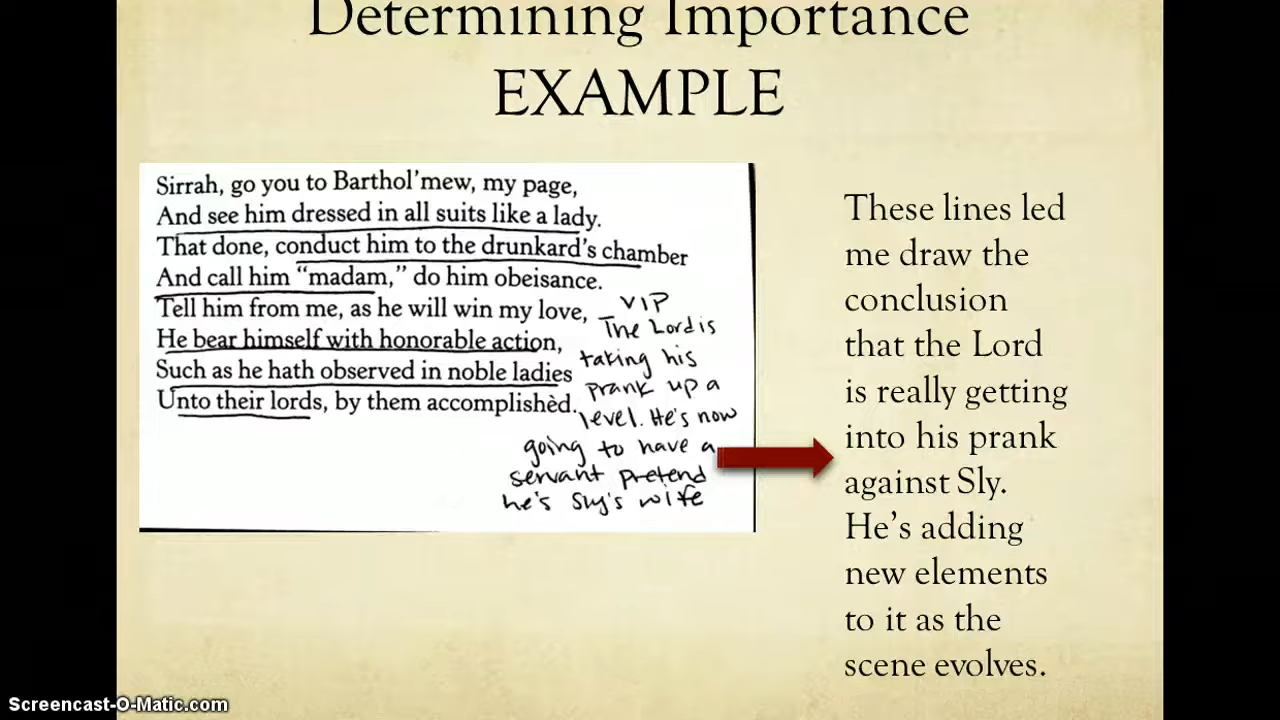 Determining Importance
EXAMPLE
Sirrah, go you to Barthol'mew, my page,
And see him dressed in all suits like a lady.
That done, conduct him to the drunkard's chamber
And call him “madam,” do him obeisance.
Tell him from me, as he will win my love,
He bear himself with honorable action,
Such as he hath observed in noble ladies
Unto their lords, by them accomplishèd.
VIP
The Lord is
taking his
prank up a
level. He's now
going to have a
servant pretend
he's Sly's wife
These lines led
me draw the
conclusion
that the Lord
is really getting
into his prank
against Sly.
He's adding
new elements
to it as the
scene evolves.
Screencast-O-Matic.com